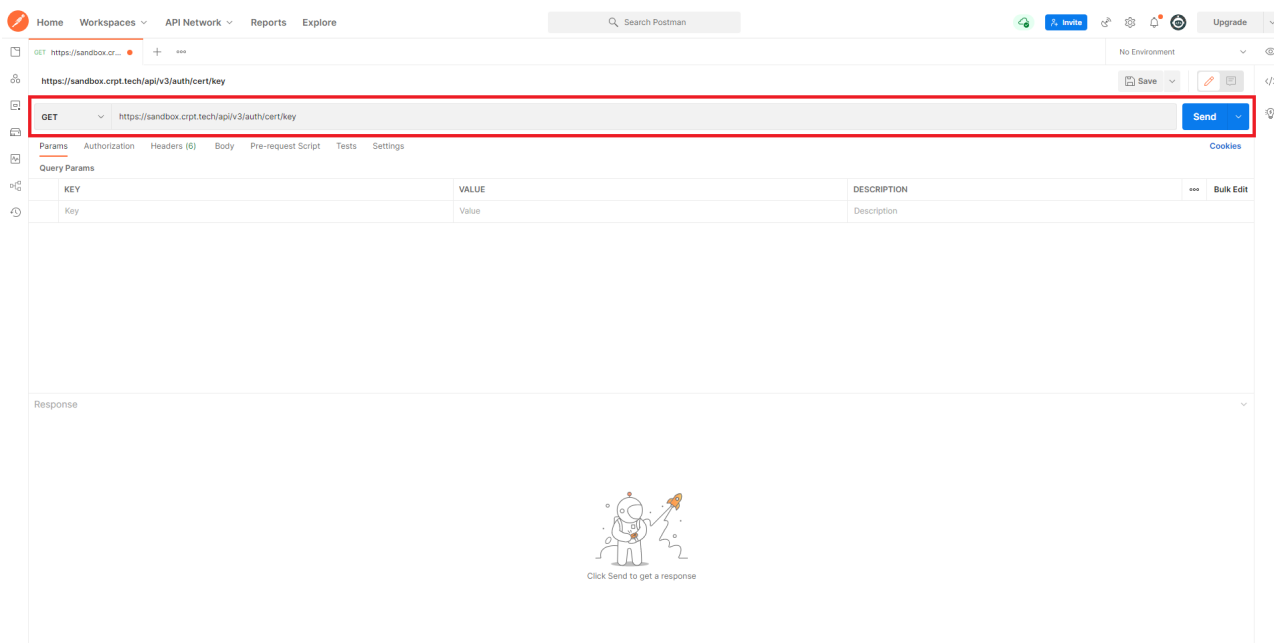 Home Workspaces API Network Reports Explore Search Postman Invite Upgrade
GET https://sandbox.cr... No Environment
https://sandbox.crpt.tech/api/v3/auth/cert/key Save
GET https://sandbox.crpt.tech/api/v3/auth/cert/key Send
Params Authorization Headers (6) Body Pre-request Script Tests Settings Cookies
Query Params
KEY VALUE DESCRIPTION Bulk Edit
Key Value Description
Response
Click Send to get a response